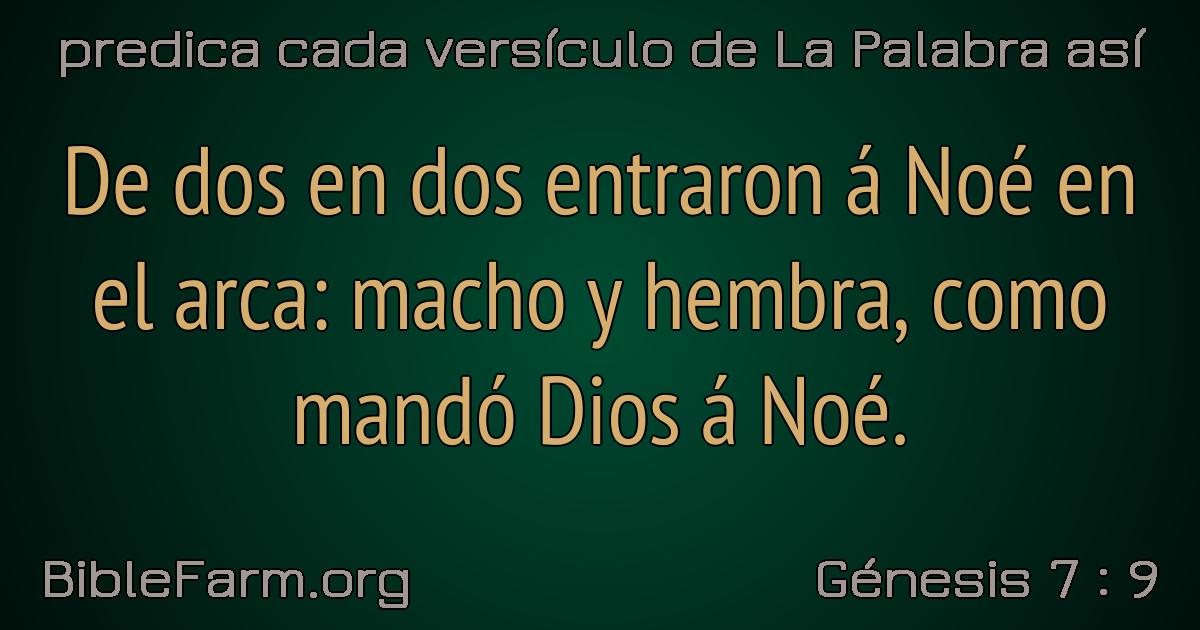 predica cada versículo de La Palabra así
De dos en dos entraron á Noé en
el arca: macho y hembra, como
mandó Dios á Noé.
BibleFarm.org
Génesis 7 : 9